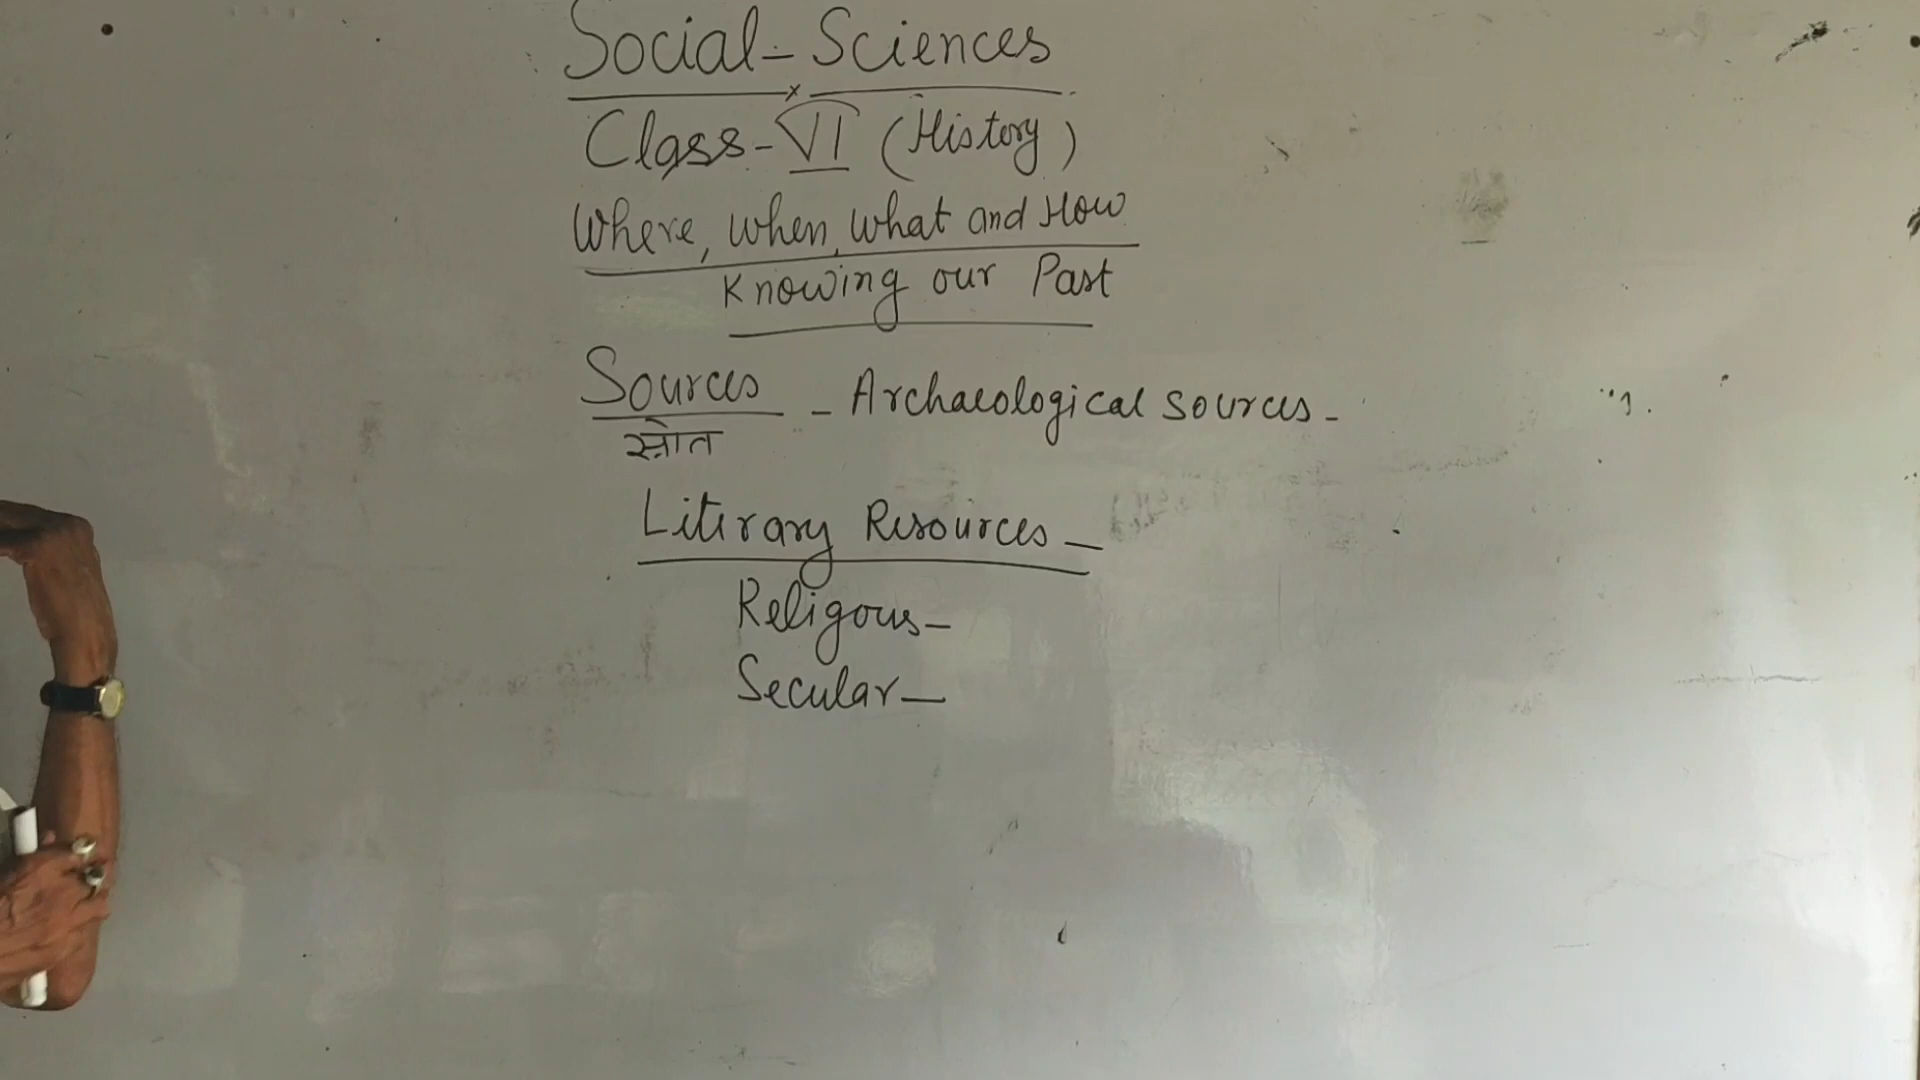 Social - Sciences
Class - VI (History)
Where, When, What and How
Knowing our Past
Sources - Archaeological sources -
स्रोत
Literary Resources -
Religous -
Secular -